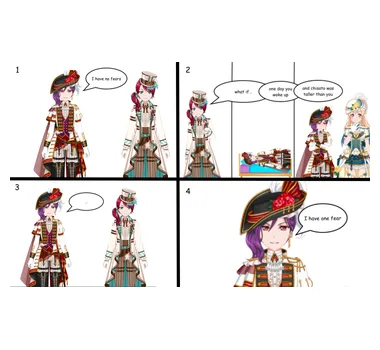 1
I have no fears
2
what if...
one day you
woke up
and chisato was
taller than you
3
.
4
I have one fear